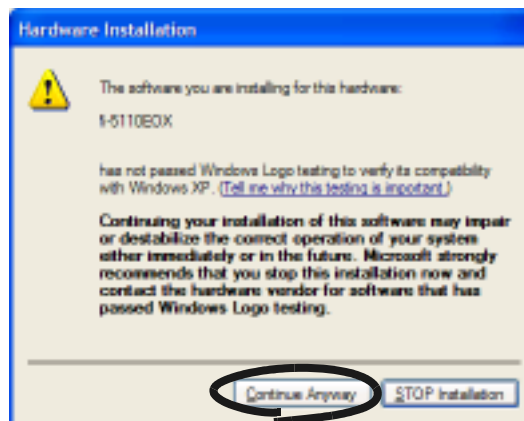 Hardware Installation
The software you are installing for this hardware:
fi-5110EOX
has not passed Windows Logo testing to verify its compatibility
with Windows XP. (Tell me why this testing is important.)
Continuing your installation of this software may impair
or destabilize the correct operation of your system
either immediately or in the future. Microsoft strongly
recommends that you stop this installation now and
contact the hardware vendor for software that has
passed Windows Logo testing.
Continue Anyway
STOP Installation